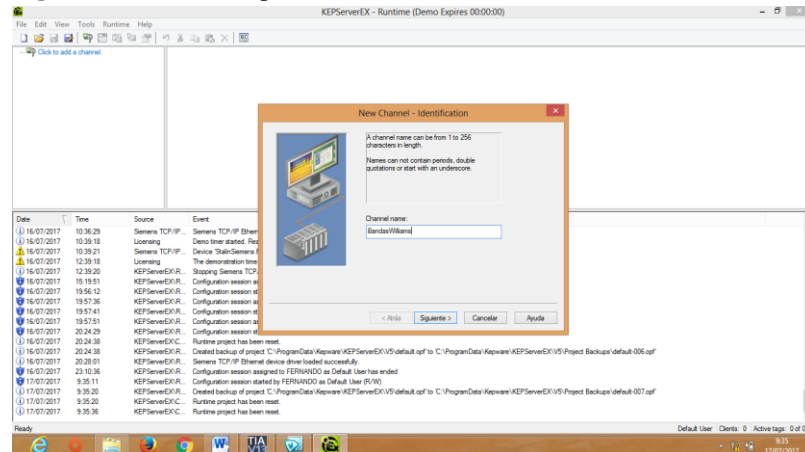 KEPServerEX - Runtime (Demo Expires 00:00:00)
File Edit View Tools Runtime Help
Click to add a channel.
New Channel - Identification
A channel name can be from 1 to 256
characters in length.
Names can not contain periods, double
quotations or start with an underscore.
Channel name:
BandasWilliams
< Atrás Siguiente > Cancelar Ayuda
Date Time Source Event
16/07/2017 10:36:29 Siemens TCP/IP... Siemens TCP/IP Ether
16/07/2017 10:39:18 Licensing Demo timer started.
16/07/2017 10:39:21 Siemens TCP/IP... Device 'StalinSiemens
16/07/2017 12:39:18 Licensing The demonstration time
16/07/2017 12:39:20 KEPServerEX\R... Stopping Siemens TCP
16/07/2017 15:19:51 KEPServerEX\R... Configuration session
16/07/2017 19:56:12 KEPServerEX\R... Configuration session
16/07/2017 19:57:36 KEPServerEX\R... Configuration session
16/07/2017 19:57:41 KEPServerEX\R... Configuration session
16/07/2017 19:57:51 KEPServerEX\R... Configuration session
16/07/2017 20:24:29 KEPServerEX\R... Configuration session
16/07/2017 20:24:38 KEPServerEX\C... Runtime project has been reset.
16/07/2017 20:24:38 KEPServerEX\R... Created backup of project 'C:\ProgramData\Kepware\KEPServerEX\V5\default.opf' to 'C:\ProgramData\Kepware\KEPServerEX\V5\Project Backups\default-006.opf'
16/07/2017 20:28:01 KEPServerEX\R... Siemens TCP/IP Ethernet device driver loaded successfully.
16/07/2017 23:10:36 KEPServerEX\R... Configuration session assigned to FERNANDO as Default User has ended
17/07/2017 9:35:11 KEPServerEX\R... Configuration session started by FERNANDO as Default User (R/W)
17/07/2017 9:35:20 KEPServerEX\R... Created backup of project 'C:\ProgramData\Kepware\KEPServerEX\V5\default.opf' to 'C:\ProgramData\Kepware\KEPServerEX\V5\Project Backups\default-007.opf'
17/07/2017 9:35:20 KEPServerEX\C... Runtime project has been reset.
17/07/2017 9:35:36 KEPServerEX\C... Runtime project has been reset.
Ready Default User Clients: 0 Active tags: 0 of 0
TIA V13
9:35
17/07/2017